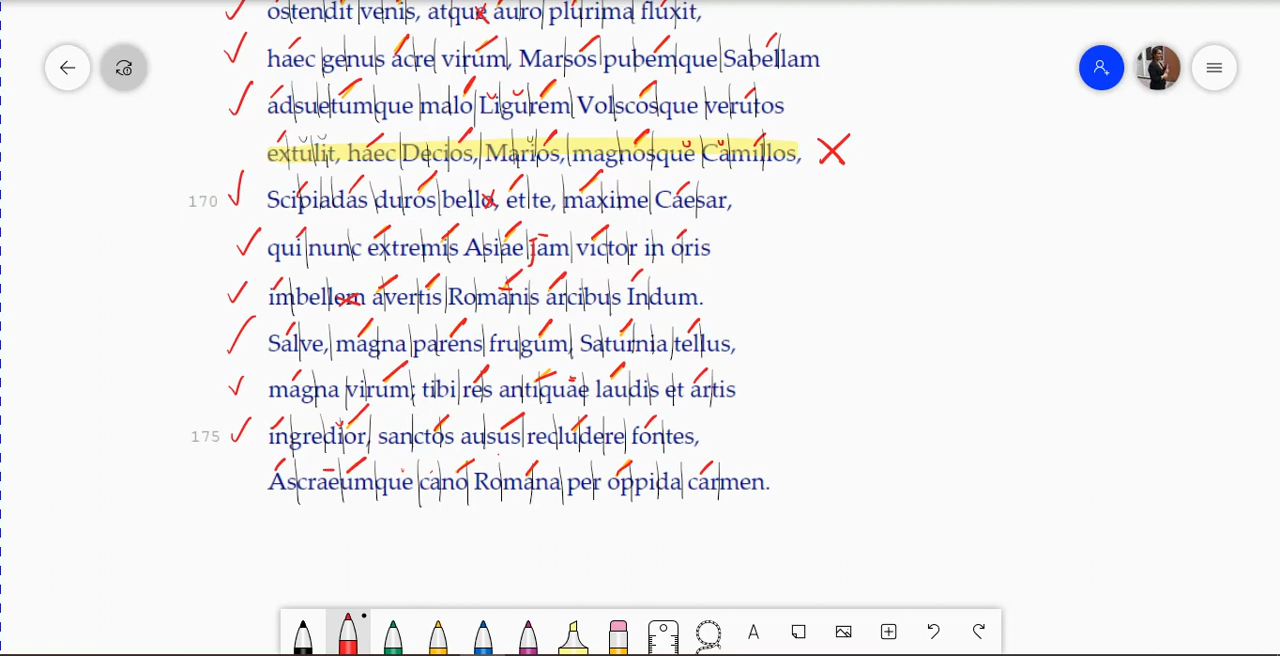 ostendit venis, atque auro plurima fluxit,
haec genus acre virum, Marsos pubemque Sabellam
adsuetumque malo Ligurem Volscosque verutos
extulit, haec Decios, Marios, magnosque Camillos,
170 Scipiadas duros bello, et te, maxime Caesar,
qui nunc extremis Asiae jam victor in oris
imbellem avertis Romanis arcibus Indum.
Salve, magna parens frugum, Saturnia tellus,
magna virum; tibi res antiquae laudis et artis
175 ingredior, sanctos ausus recludere fontes,
Ascraeumque cano Romana per oppida carmen.
A